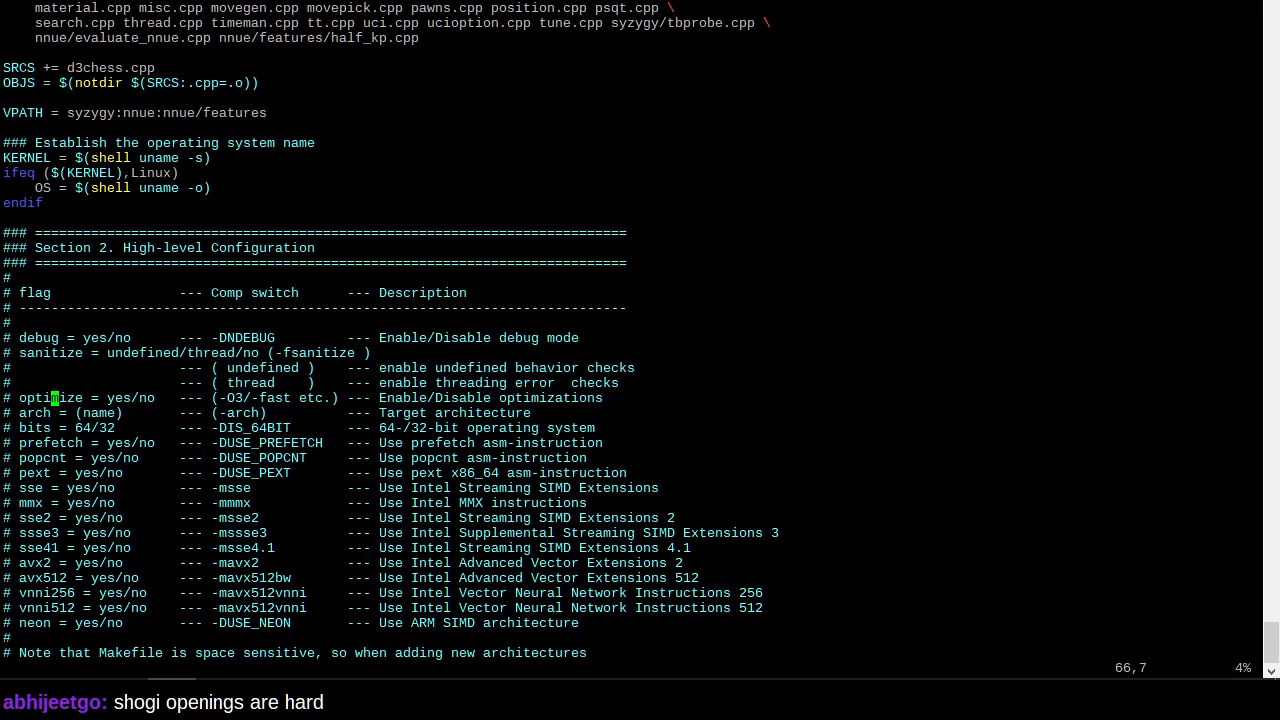 material.cpp misc.cpp movegen.cpp movepick.cpp pawns.cpp position.cpp psqt.cpp \
    search.cpp thread.cpp timeman.cpp tt.cpp uci.cpp ucioption.cpp tune.cpp syzygy/tbprobe.cpp \
    nnue/evaluate_nnue.cpp nnue/features/half_kp.cpp

SRCS += d3chess.cpp
OBJS = $(notdir $(SRCS:.cpp=.o))

VPATH = syzygy:nnue:nnue/features

### Establish the operating system name
KERNEL = $(shell uname -s)
ifeq ($(KERNEL),Linux)
    OS = $(shell uname -o)
endif

### ==========================================================================
### Section 2. High-level Configuration
### ==========================================================================
#
# flag                --- Comp switch      --- Description
# ----------------------------------------------------------------------------
#
# debug = yes/no      --- -DNDEBUG         --- Enable/Disable debug mode
# sanitize = undefined/thread/no (-fsanitize )
#                     --- ( undefined )    --- enable undefined behavior checks
#                     --- ( thread    )    --- enable threading error  checks
# optimize = yes/no   --- (-O3/-fast etc.) --- Enable/Disable optimizations
# arch = (name)       --- (-arch)          --- Target architecture
# bits = 64/32        --- -DIS_64BIT       --- 64-/32-bit operating system
# prefetch = yes/no   --- -DUSE_PREFETCH   --- Use prefetch asm-instruction
# popcnt = yes/no     --- -DUSE_POPCNT     --- Use popcnt asm-instruction
# pext = yes/no       --- -DUSE_PEXT       --- Use pext x86_64 asm-instruction
# sse = yes/no        --- -msse            --- Use Intel Streaming SIMD Extensions
# mmx = yes/no        --- -mmmx            --- Use Intel MMX instructions
# sse2 = yes/no       --- -msse2           --- Use Intel Streaming SIMD Extensions 2
# ssse3 = yes/no      --- -mssse3          --- Use Intel Supplemental Streaming SIMD Extensions 3
# sse41 = yes/no      --- -msse4.1         --- Use Intel Streaming SIMD Extensions 4.1
# avx2 = yes/no       --- -mavx2           --- Use Intel Advanced Vector Extensions 2
# avx512 = yes/no     --- -mavx512bw       --- Use Intel Advanced Vector Extensions 512
# vnni256 = yes/no    --- -mavx512vnni     --- Use Intel Vector Neural Network Instructions 256
# vnni512 = yes/no    --- -mavx512vnni     --- Use Intel Vector Neural Network Instructions 512
# neon = yes/no       --- -DUSE_NEON       --- Use ARM SIMD architecture
#
# Note that Makefile is space sensitive, so when adding new architectures
66,7           4%
abhijeetgo: shogi openings are hard